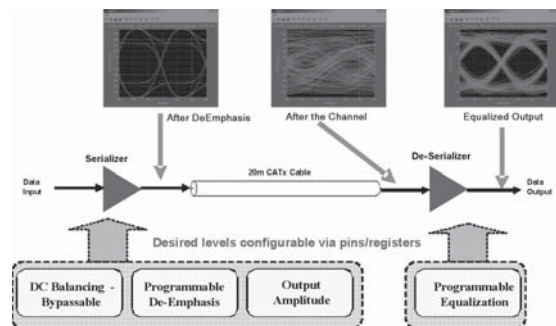 After DeEmphasis
After the Channel
Equalized Output
Serializer
De-Serializer
20m CATx Cable
Data
Input
Data
Output
Desired levels configurable via pins/registers
DC Balancing -
Bypassable
Programmable
De-Emphasis
Output
Amplitude
Programmable
Equalization